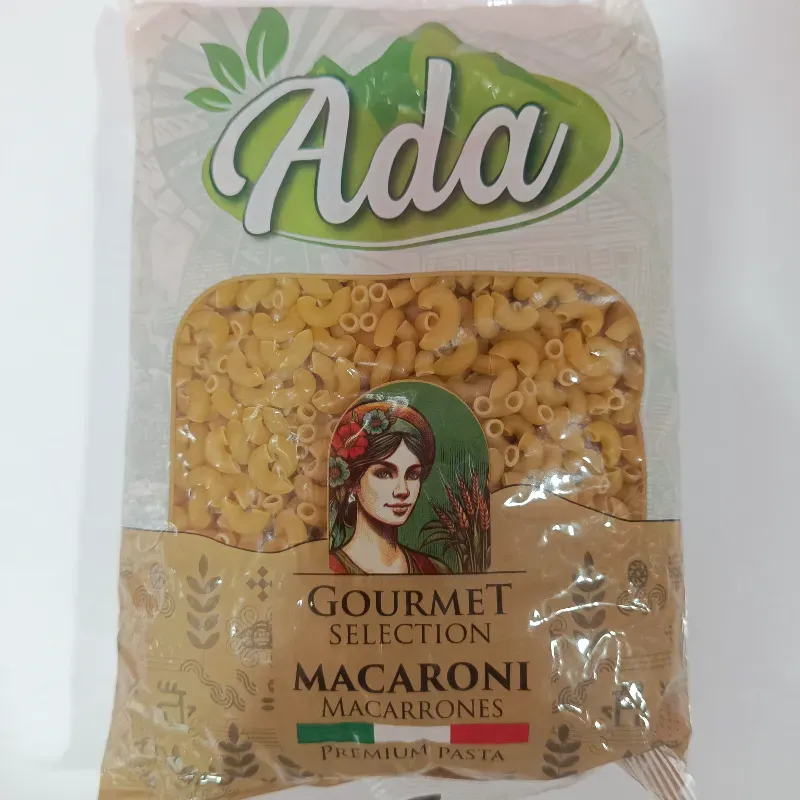 Ada
GOURMET
SELECTION
MACARONI
MACARRONES
PREMIUM PASTA